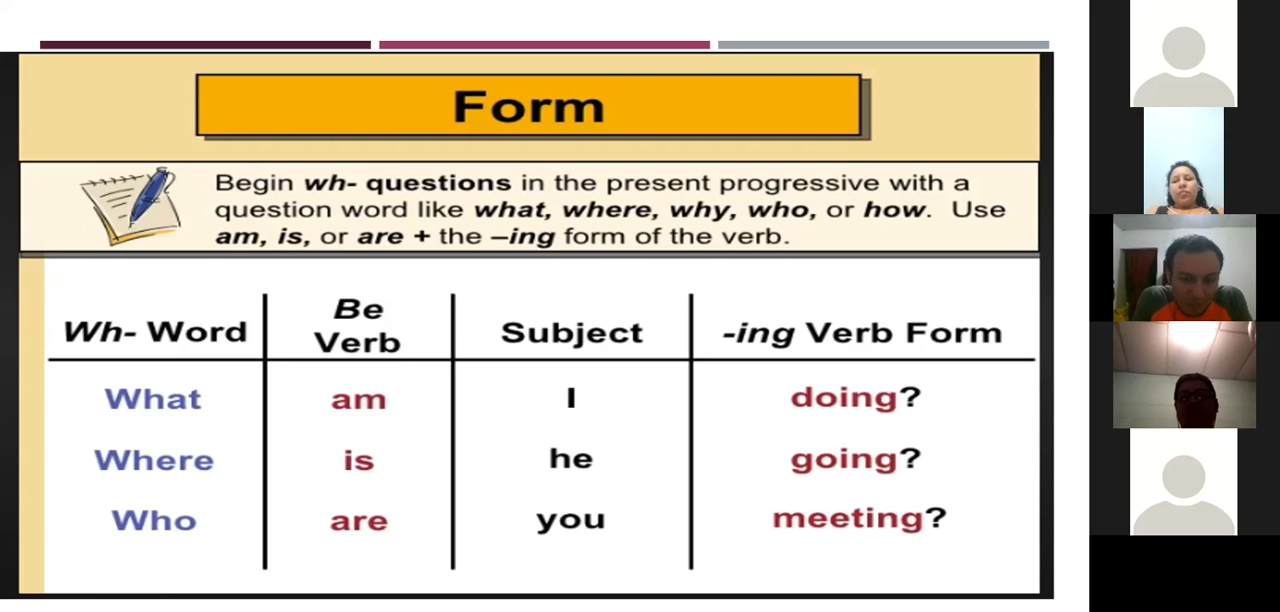 Form
Begin wh- questions in the present progressive with a
question word like what, where, why, who, or how. Use
am, is, or are + the –ing form of the verb.
Wh- Word Be Verb Subject -ing Verb Form
What am I doing?
Where is he going?
Who are you meeting?